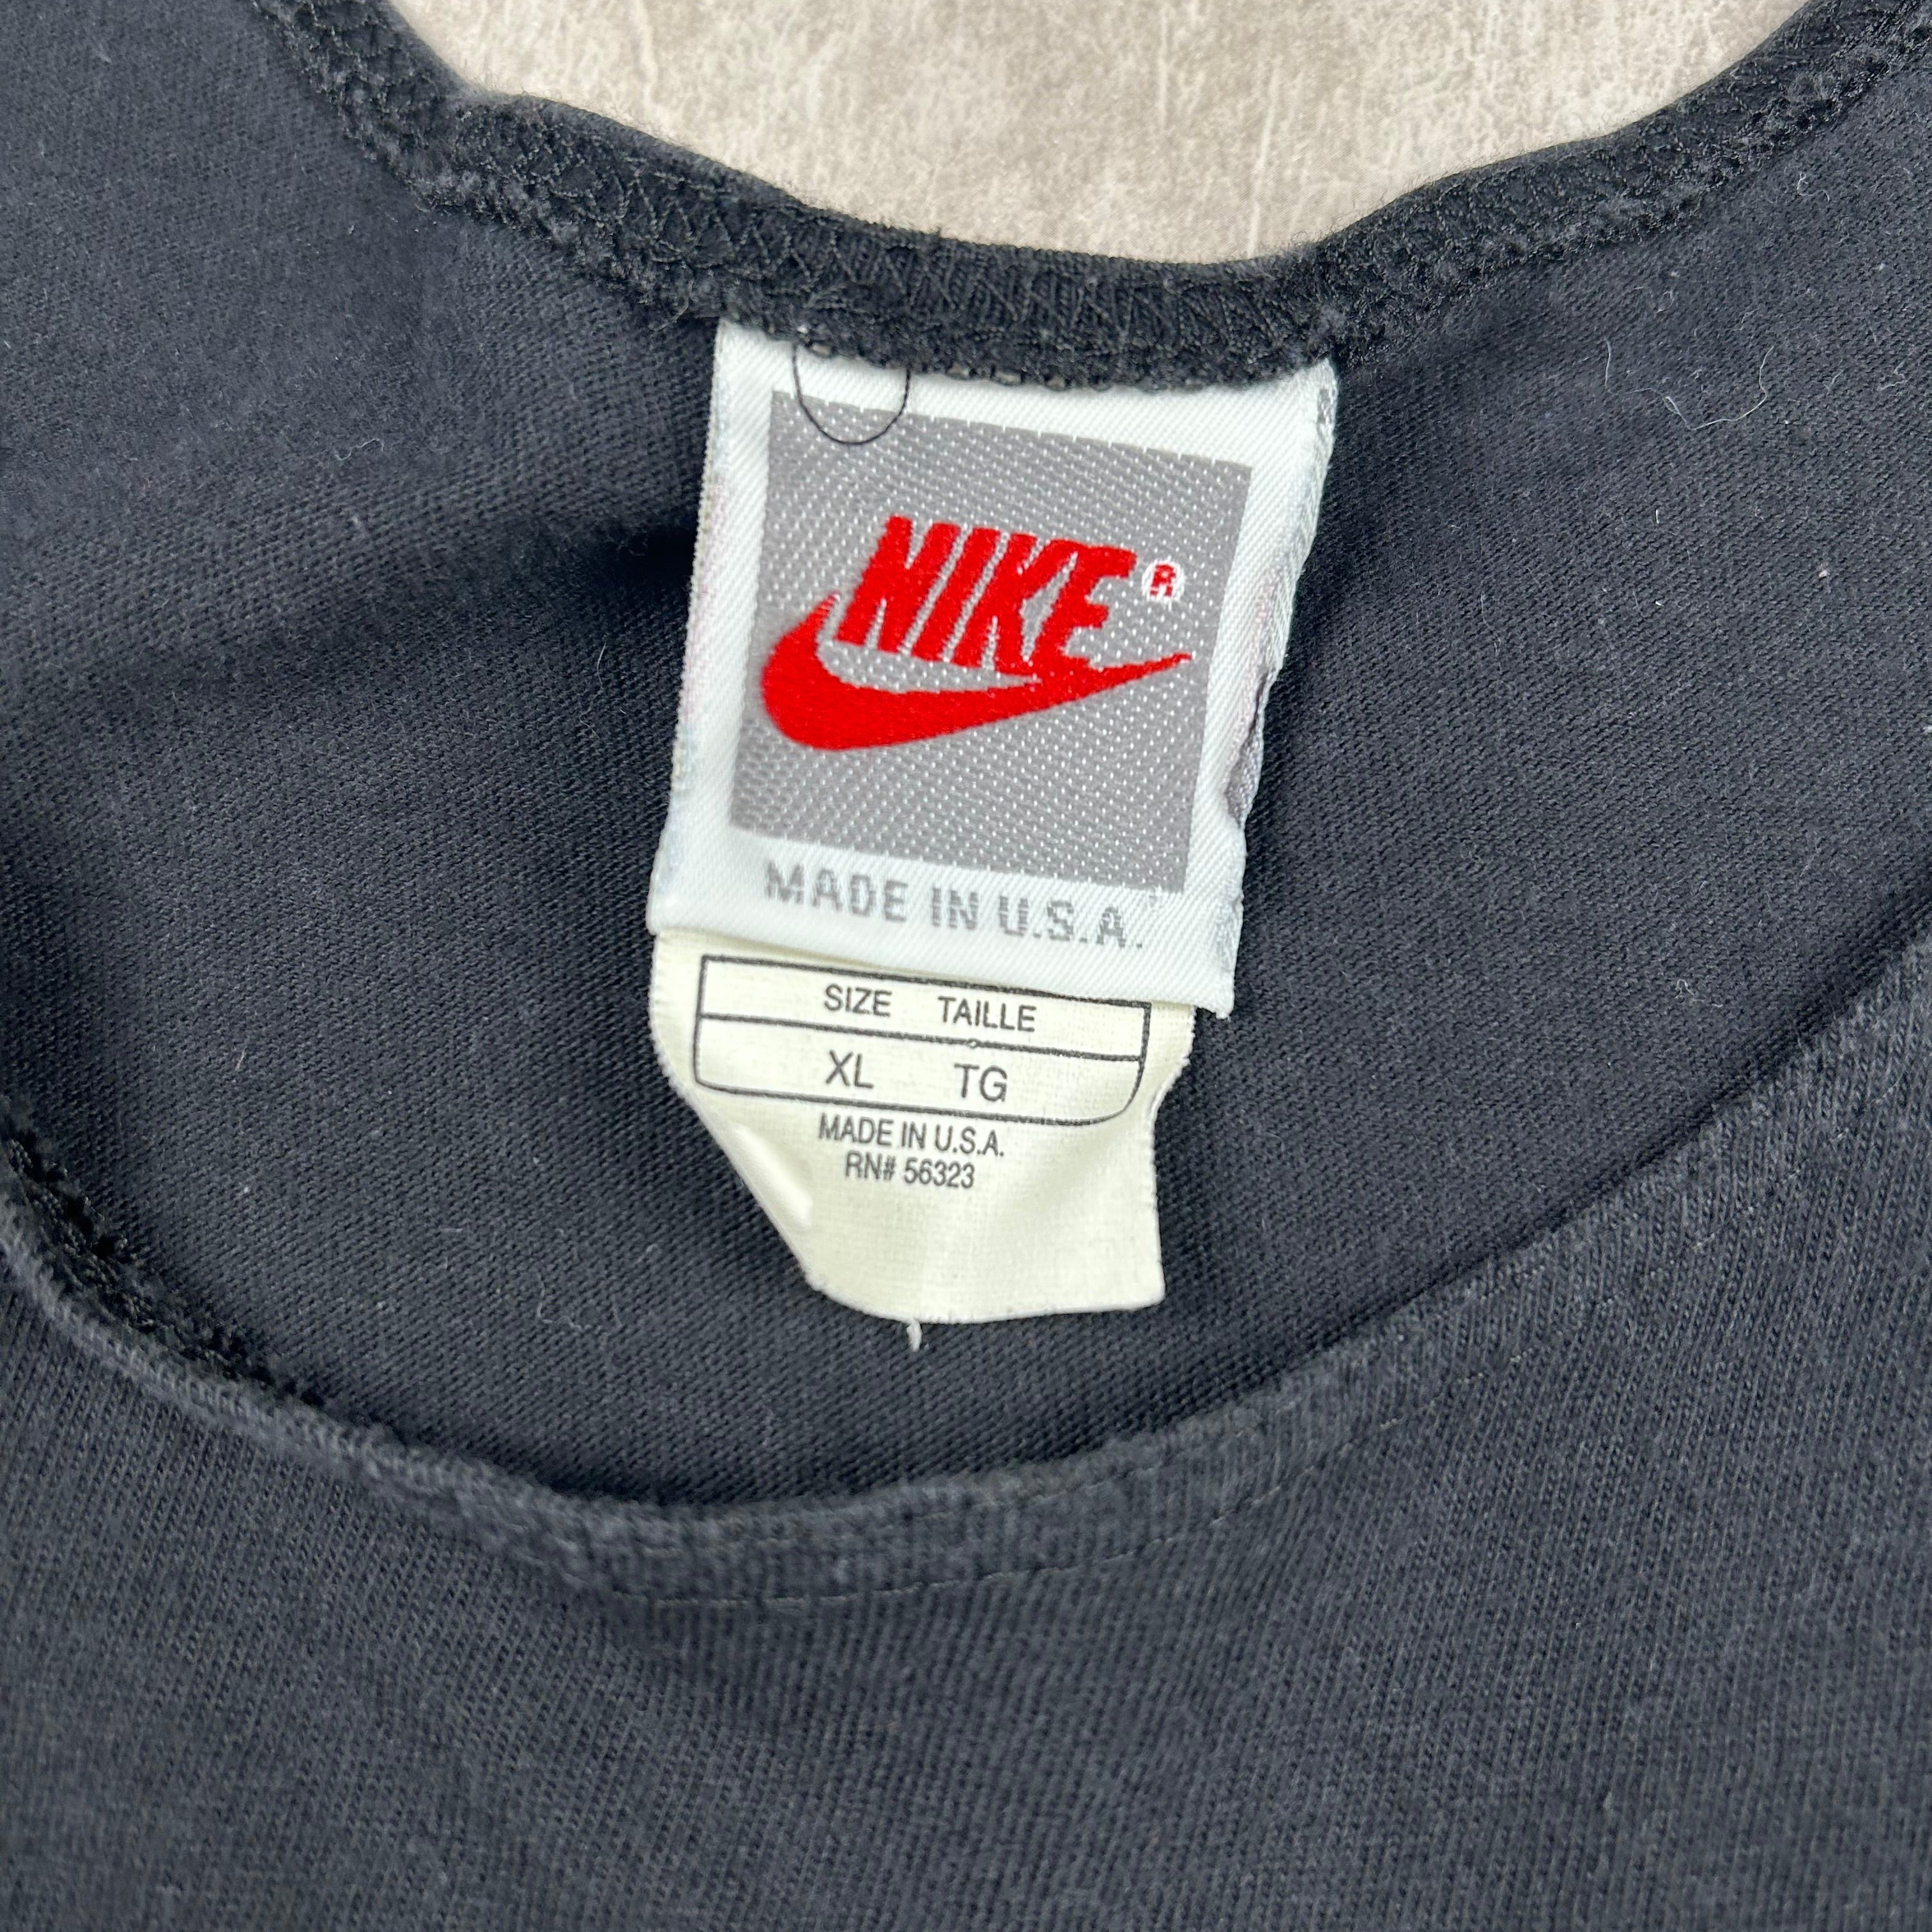 NIKE®
MADE IN U.S.A.
SIZE TAILLE
XL TG
MADE IN U.S.A.
RN# 56323